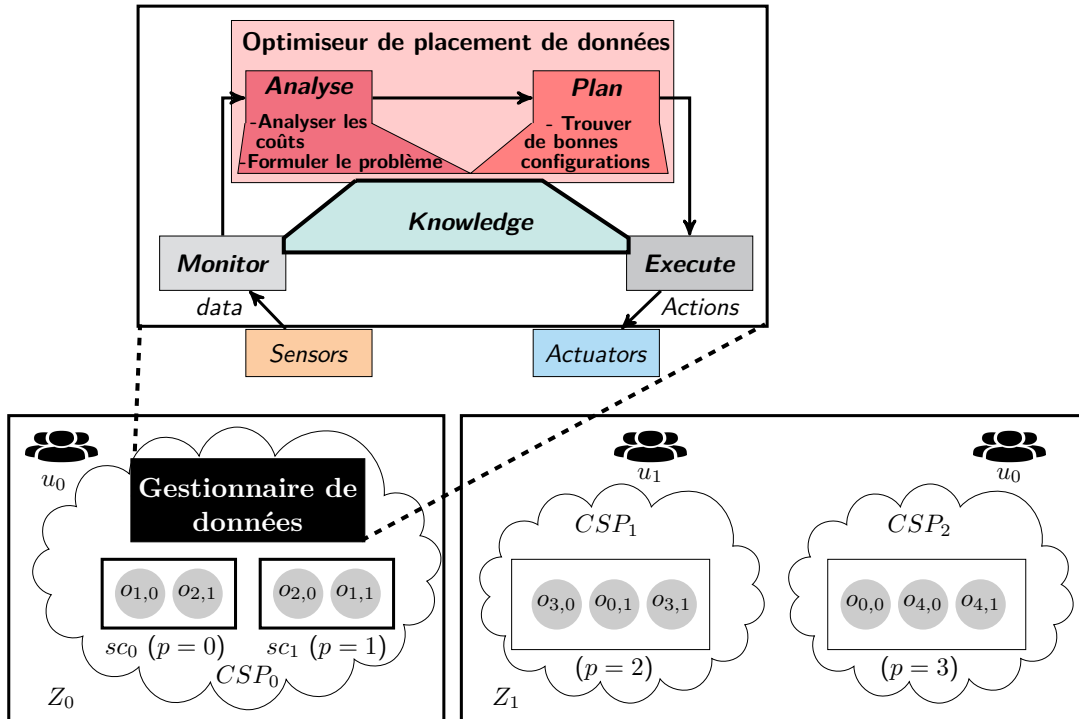 Optimiseur de placement de données
Analyse
-Analyser les
coûts
-Formuler le problème
Plan
- Trouver
de bonnes
configurations
Knowledge
Monitor
Execute
data
Actions
Sensors
Actuators
u0
Gestionnaire de
données
o1,0 o2,1
o2,0 o1,1
sc0 (p = 0)
sc1 (p = 1)
CSP0
Z0
u1
u0
CSP1
CSP2
o3,0 o0,1 o3,1
o0,0 o4,0 o4,1
(p = 2)
(p = 3)
Z1